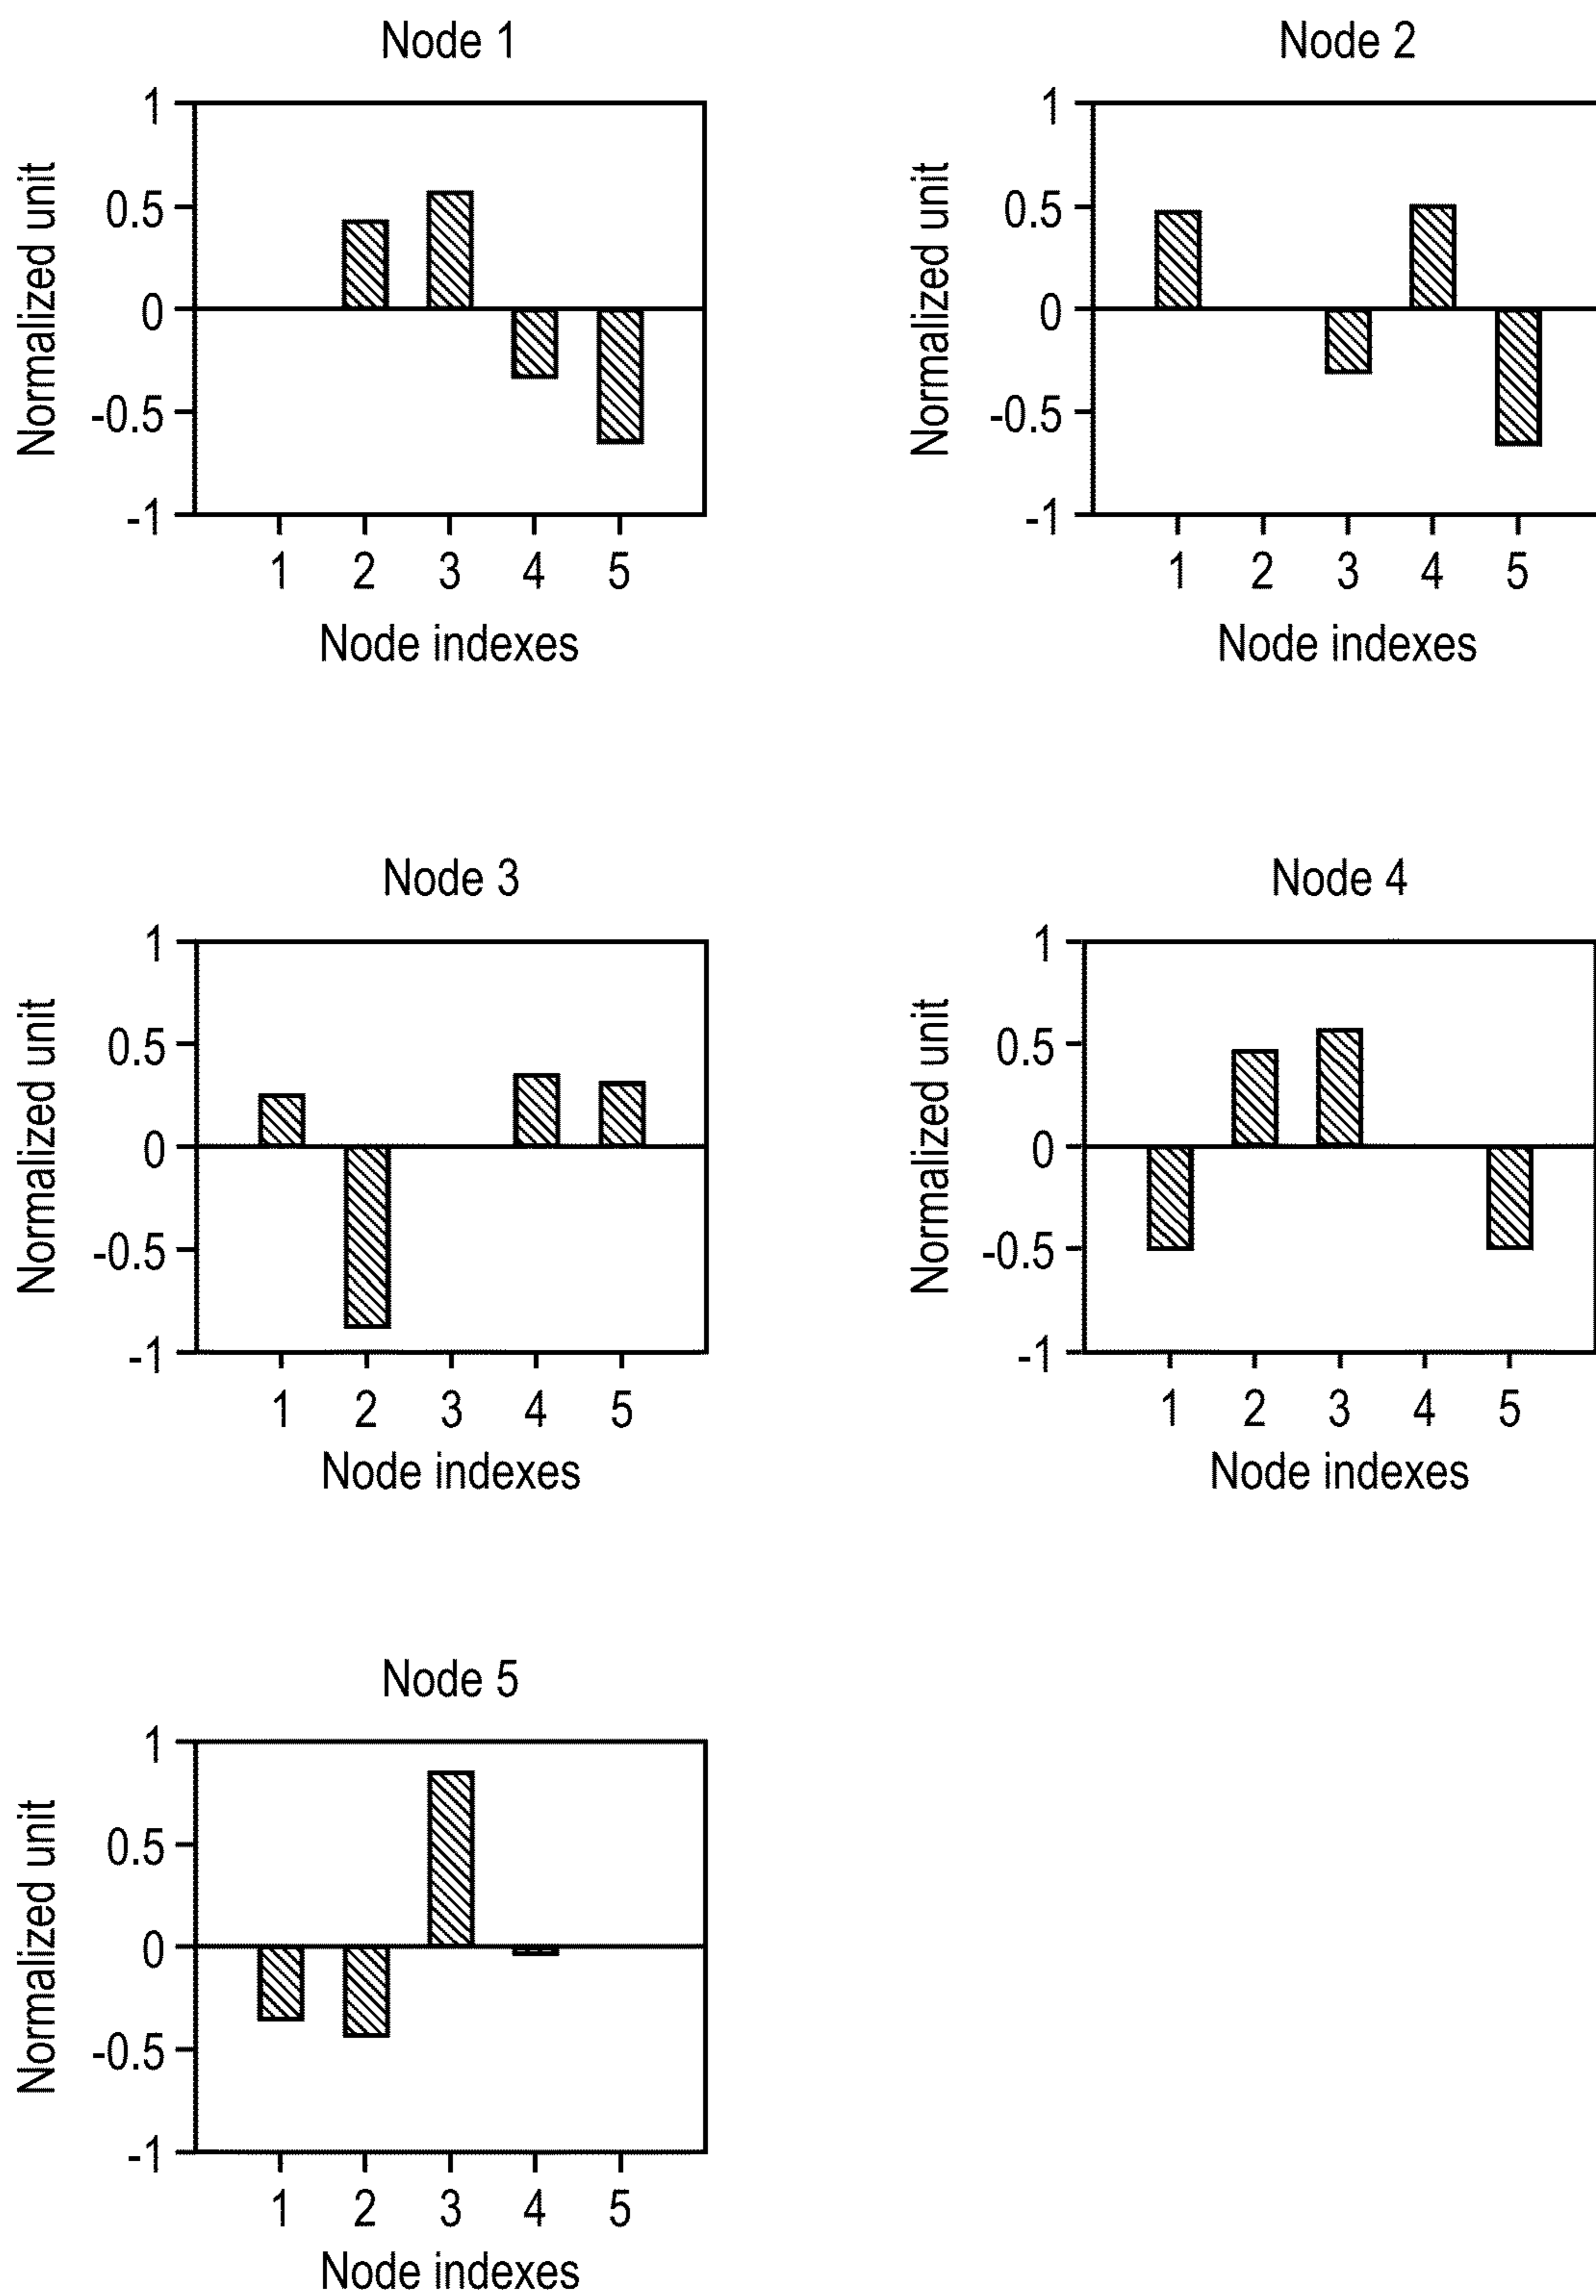 Node 1
Normalized unit
1
0.5
0
-0.5
-1
1 2 3 4 5
Node indexes
Node 2
Normalized unit
1
0.5
0
-0.5
-1
1 2 3 4 5
Node indexes
Node 3
Normalized unit
1
0.5
0
-0.5
-1
1 2 3 4 5
Node indexes
Node 4
Normalized unit
1
0.5
0
-0.5
-1
1 2 3 4 5
Node indexes
Node 5
Normalized unit
1
0.5
0
-0.5
-1
1 2 3 4 5
Node indexes